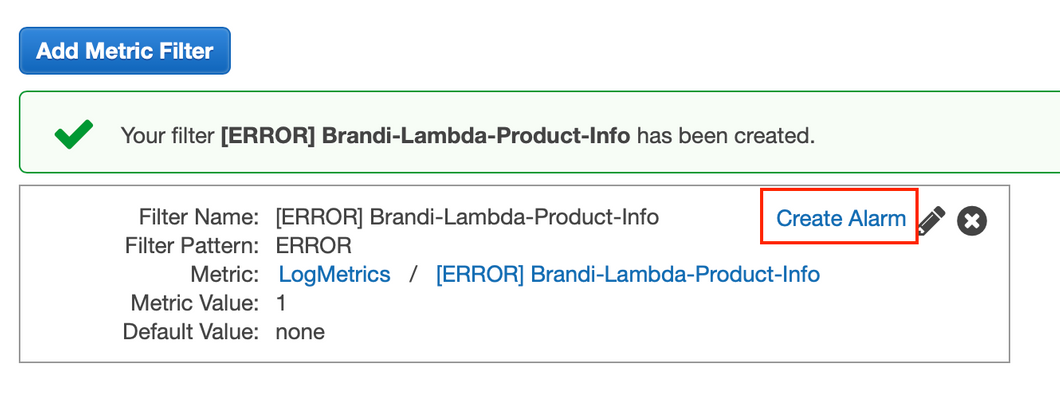 Add Metric Filter
Your filter [ERROR] Brandi-Lambda-Product-Info has been created.
Filter Name: [ERROR] Brandi-Lambda-Product-Info
Create Alarm
Filter Pattern: ERROR
Metric: LogMetrics / [ERROR] Brandi-Lambda-Product-Info
Metric Value: 1
Default Value: none